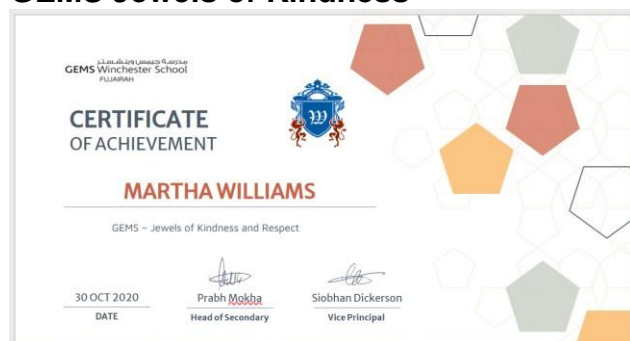 GEMS Jewels of Kindness
مدرسة جيمس وينشستر
GEMS Winchester School
FUJAIRAH
CERTIFICATE
OF ACHIEVEMENT
MARTHA WILLIAMS
GEMS – Jewels of Kindness and Respect
30 OCT 2020
Prabh Mokha
Siobhan Dickerson
DATE
Head of Secondary
Vice Principal